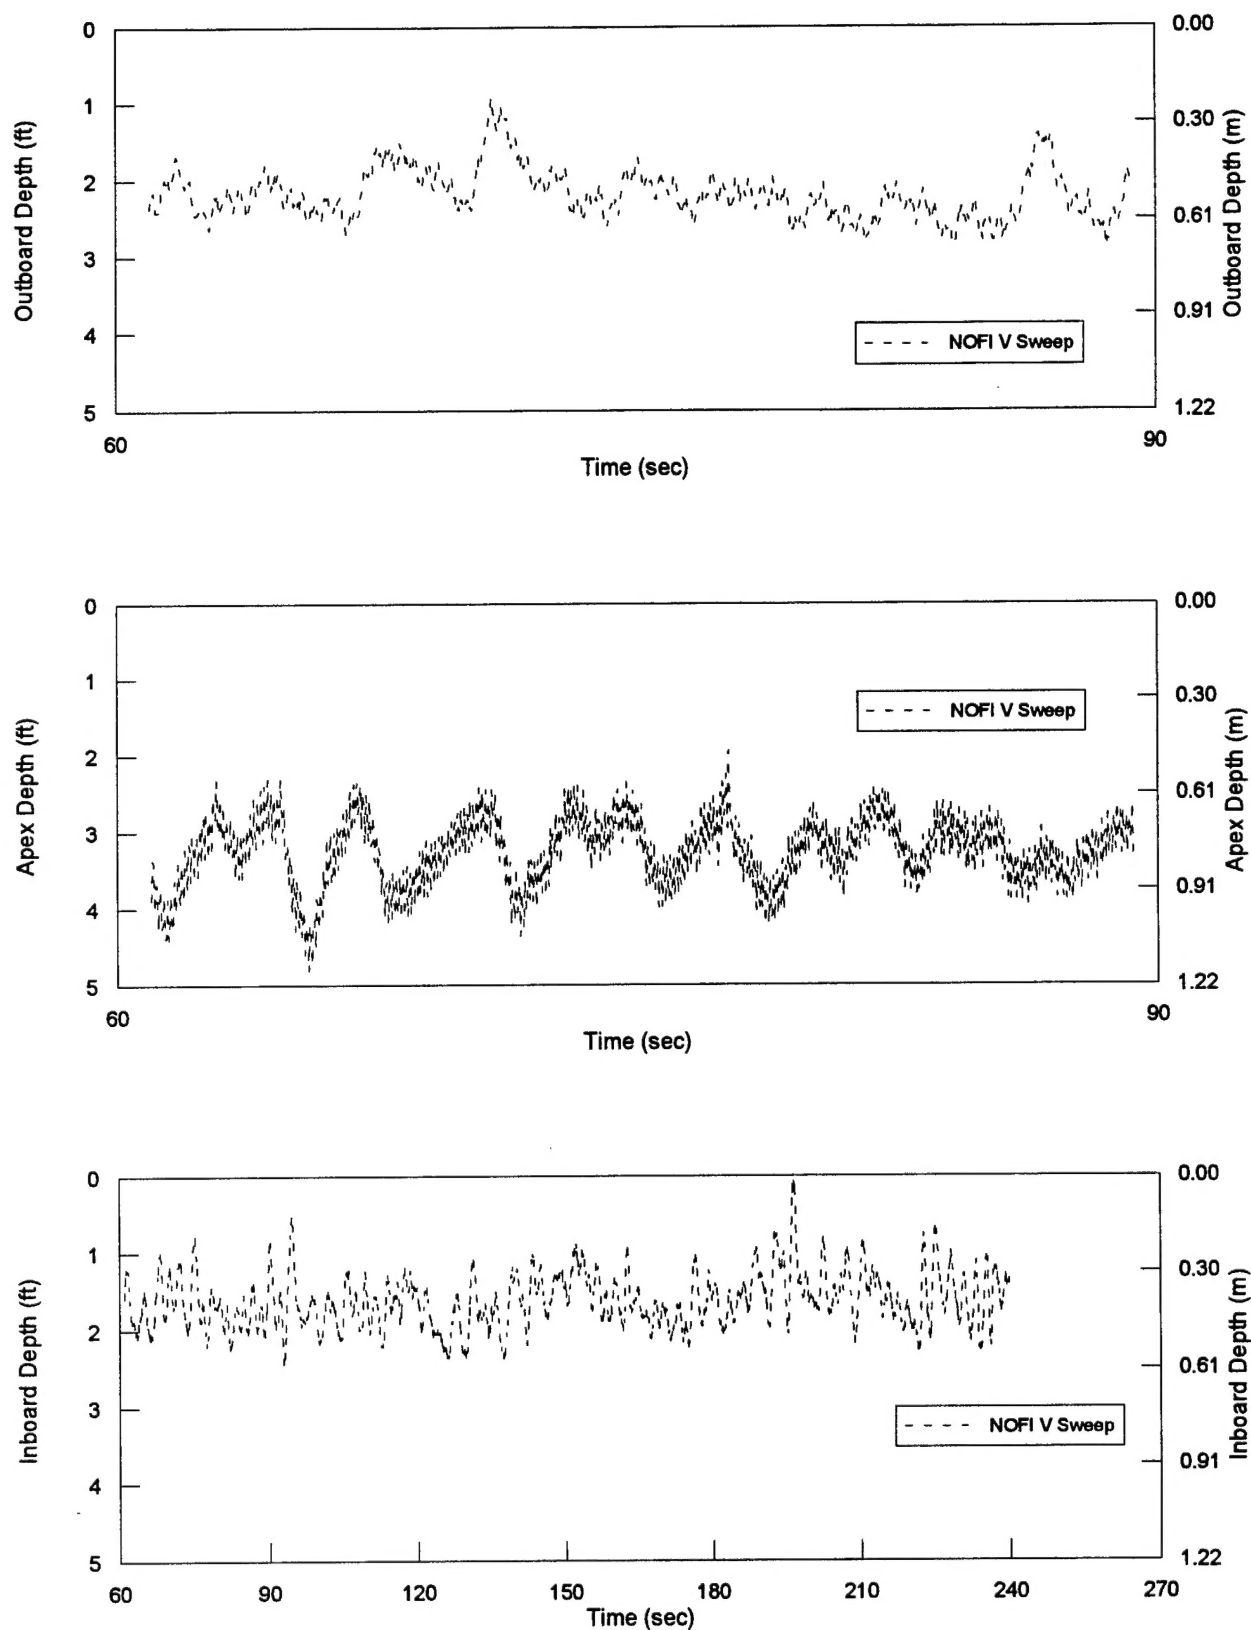 0
1
2
3
4
5
Outboard Depth (ft)
0.00
0.30
0.61
0.91
1.22
Outboard Depth (m)
NOFI V Sweep
60
90
Time (sec)
0
1
2
3
4
5
Apex Depth (ft)
0.00
0.30
0.61
0.91
1.22
Apex Depth (m)
NOFI V Sweep
60
90
Time (sec)
0
1
2
3
4
5
Inboard Depth (ft)
0.00
0.30
0.61
0.91
1.22
Inboard Depth (m)
NOFI V Sweep
60 90 120 150 180 210 240 270
Time (sec)